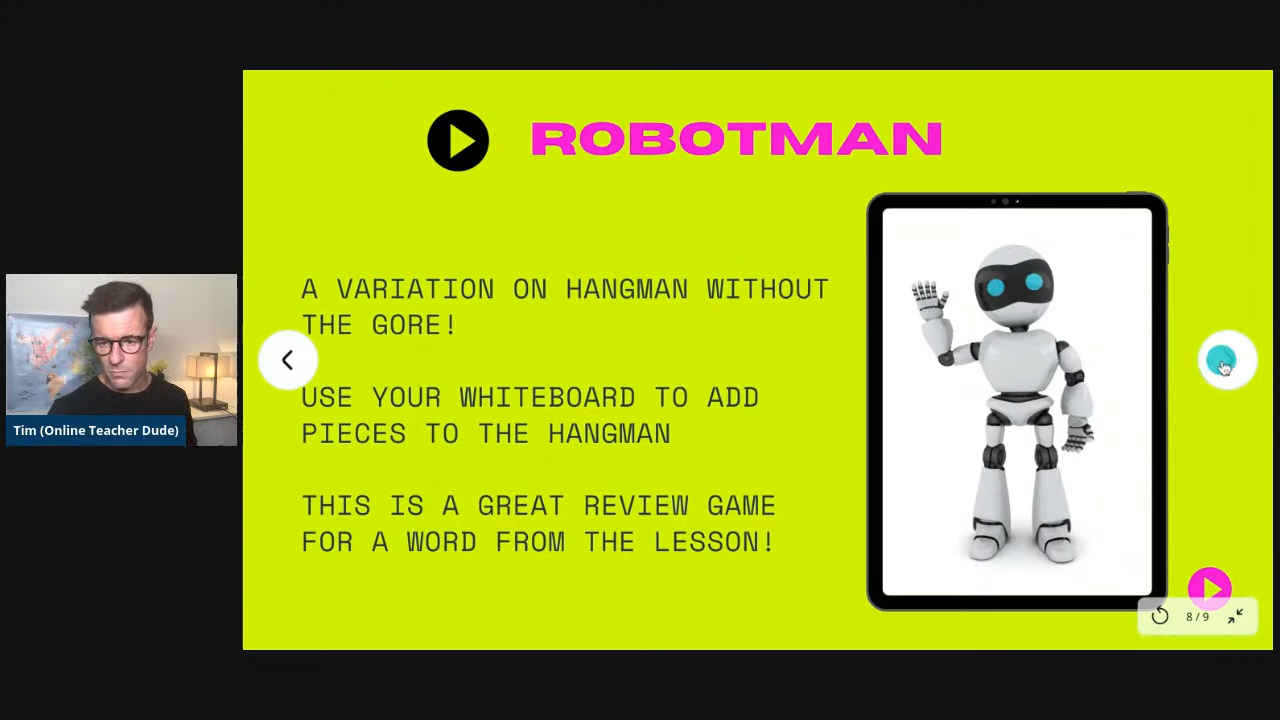 ROBOTMAN
A VARIATION ON HANGMAN WITHOUT
THE GORE!
USE YOUR WHITEBOARD TO ADD
PIECES TO THE HANGMAN
THIS IS A GREAT REVIEW GAME
FOR A WORD FROM THE LESSON!
Tim (Online Teacher Dude)
8/9